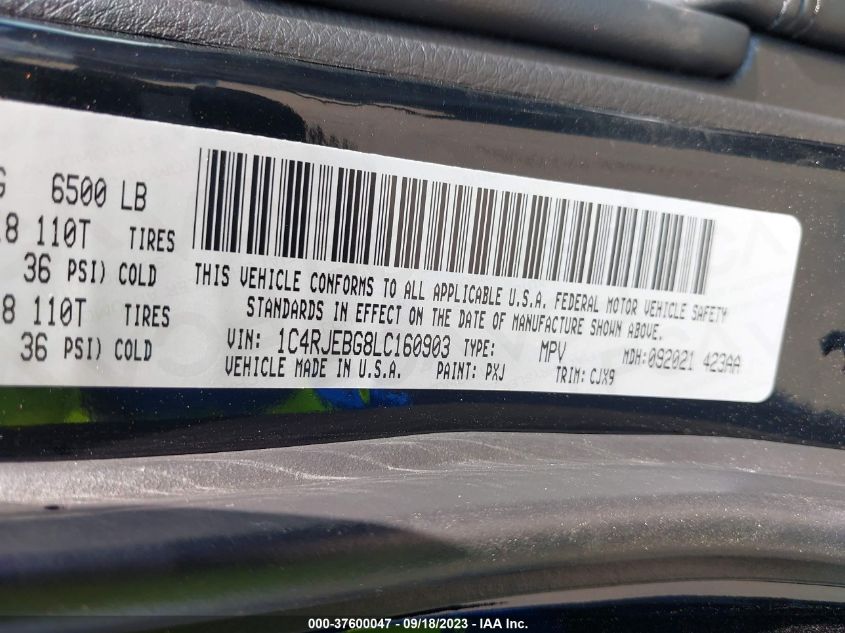 G 6500 LB
8 110T TIRES
36 PSI) COLD
8 110T TIRES
36 PSI) COLD
THIS VEHICLE CONFORMS TO ALL APPLICABLE U.S.A. FEDERAL MOTOR VEHICLE SAFETY
STANDARDS IN EFFECT ON THE DATE OF MANUFACTURE SHOWN ABOVE.
VIN: 1C4RJEBG8LC160903 TYPE: MPV MDH:092021 423AA
VEHICLE MADE IN U.S.A. PAINT: PXJ TRIM: CJX9
000-37600047 - 09/18/2023 - IAA Inc.